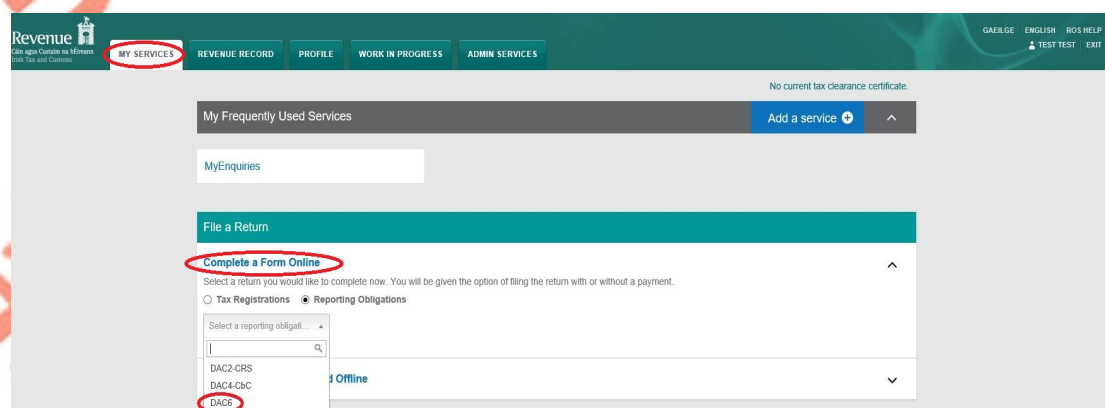 GAEILGE ENGLISH ROS HELP
Revenue
Cáin agus Custaim na hÉireann
Irish Tax and Customs
MY SERVICES REVENUE RECORD PROFILE WORK IN PROGRESS ADMIN SERVICES
TEST TEST EXIT
No current tax clearance certificate.
My Frequently Used Services Add a service
MyEnquiries
File a Return
Complete a Form Online
Select a return you would like to complete now. You will be given the option of filing the return with or without a payment.
Tax Registrations Reporting Obligations
Select a reporting obligati...
DAC2-CRS
DAC4-CbC
Offline
DAC6